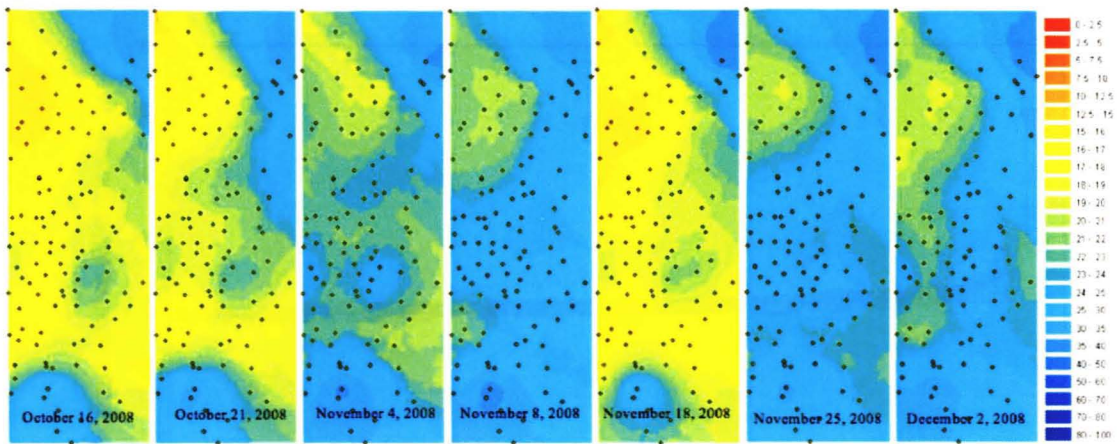 October 16, 2008
October 21, 2008
November 4, 2008
November 8, 2008
November 18, 2008
November 25, 2008
December 2, 2008
0 - 2.5
2.5 - 5
5 - 7.5
7.5 - 10
10 - 12.5
12.5 - 15
15 - 16
16 - 17
17 - 18
18 - 19
19 - 20
20 - 21
21 - 22
22 - 23
23 - 24
24 - 25
25 - 30
30 - 35
35 - 40
40 - 50
50 - 60
60 - 70
70 - 80
80 - 100